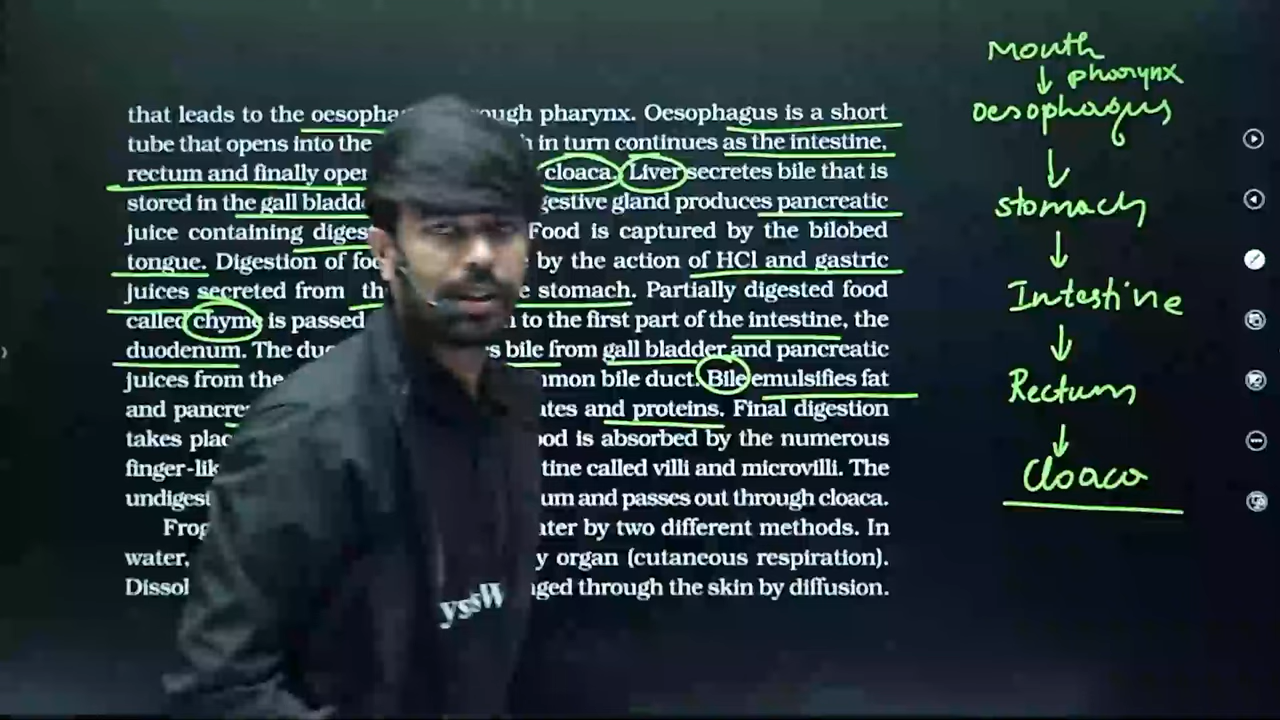 that leads to the oesopha ough pharynx. Oesophagus is a short
tube that opens into the in turn continues as the intestine,
rectum and finally ope cloaca. Liver secretes bile that is
stored in the gall bladd gestive gland produces pancreatic
juice containing diges Food is captured by the bilobed
tongue. Digestion of foo by the action of HCl and gastric
juices secreted from th e stomach. Partially digested food
called chyme is passed to the first part of the intestine, the
duodenum. The duo s bile from gall bladder and pancreatic
juices from the mmon bile duct. Bile emulsifies fat
and pancre ates and proteins. Final digestion
takes plac ood is absorbed by the numerous
finger-lik tine called villi and microvilli. The
undigest um and passes out through cloaca.
Frog ater by two different methods. In
water, y organ (cutaneous respiration).
Dissol nged through the skin by diffusion.
Mouth
↓ pharynx
Oesophagus
↓
stomach
↓
Intestine
↓
Rectum
↓
Cloaca